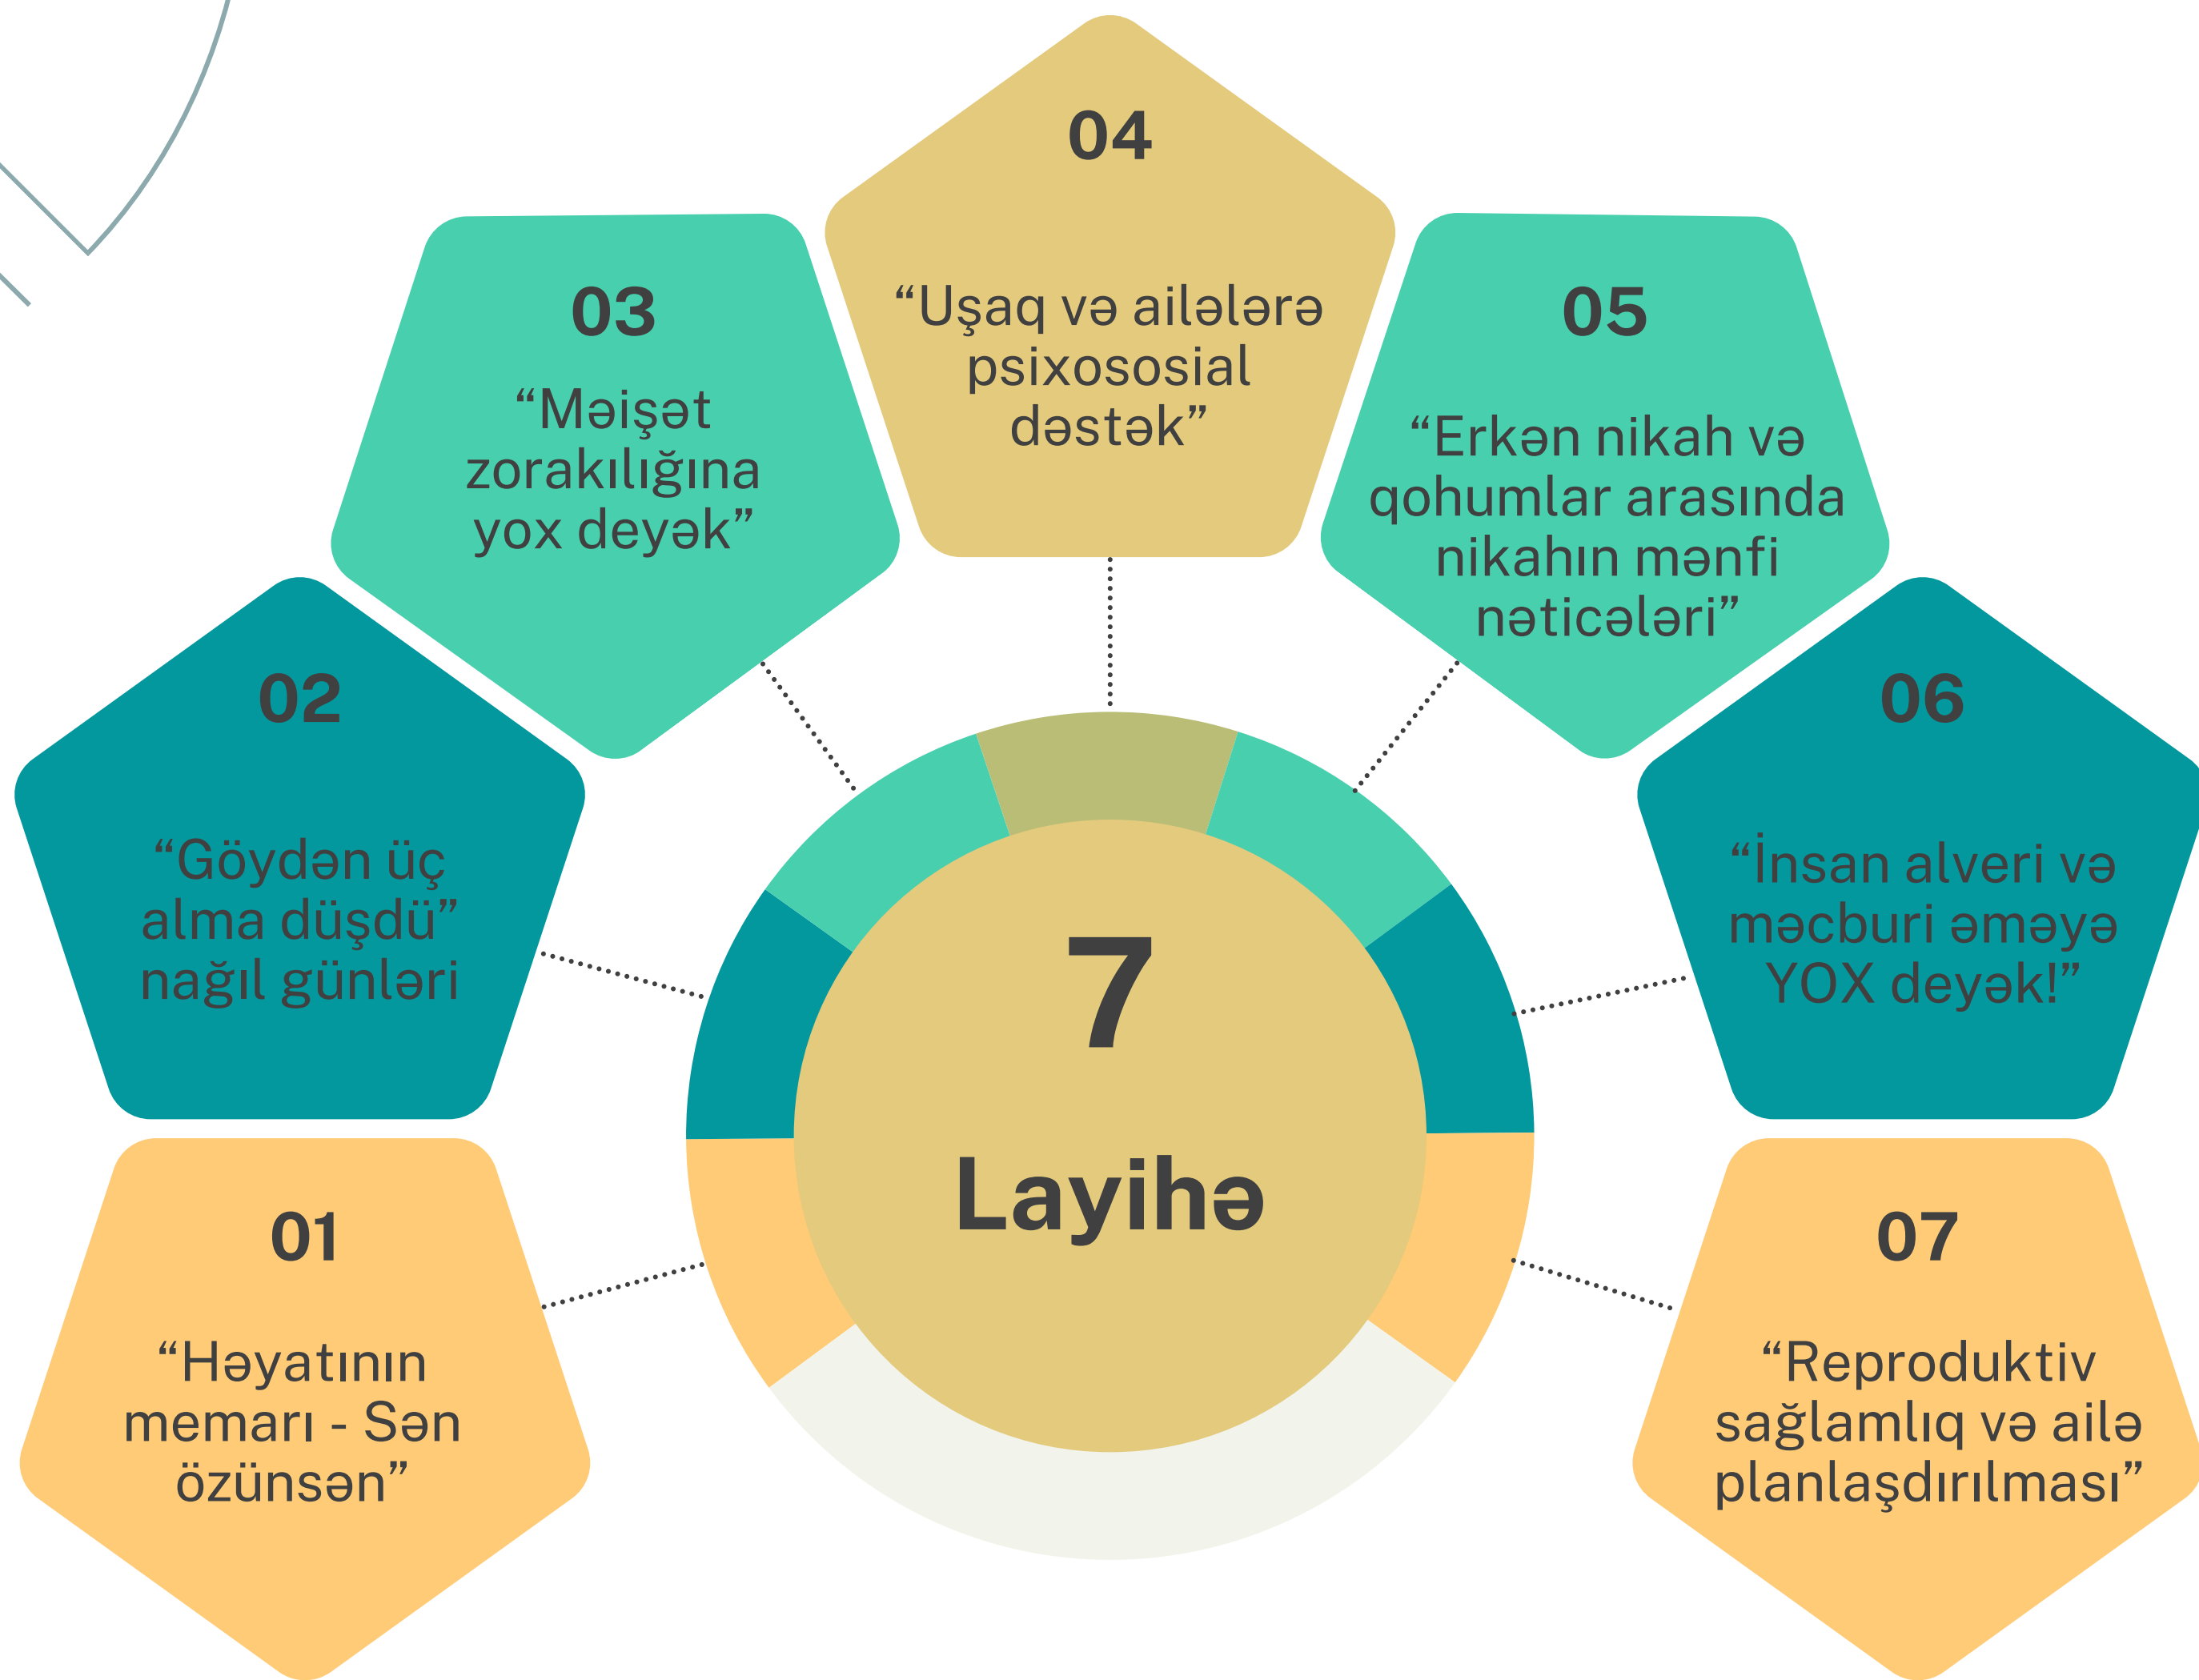 04
“Uşaq və ailələrə
psixososial
dəstək”
03
“Məişət
zorakılığına
yox deyək”
05
“Erkən nikah və
qohumlar arasında
nikahın mənfi
nəticələri”
02
“Göydən üç
alma düşdü”
nağıl günləri
06
“İnsan alveri və
məcburi əməyə
YOX deyək!”
7
Layihə
01
“Həyatının
memarı - Sən
özünsən”
07
“Reproduktiv
sağlamlıq və ailə
planlaşdırılması”